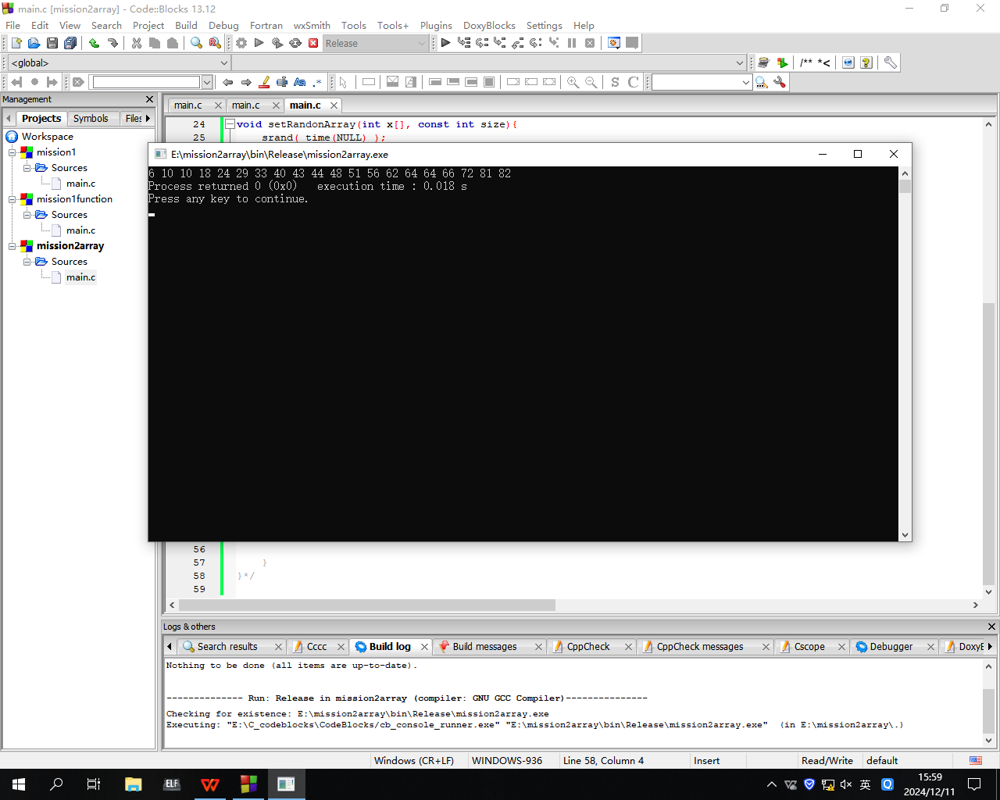 main.c [mission2array] - Code::Blocks 13.12
File Edit View Search Project Build Debug Fortran wxSmith Tools Tools+ Plugins DoxyBlocks Settings Help
Release
<global>
/** *<
Aa .*
S C
Management
Projects Symbols Files
Workspace
mission1
Sources
main.c
mission1function
Sources
main.c
mission2array
Sources
main.c
main.c main.c main.c
24 void setRandonArray(int x[], const int size){
25 srand( time(NULL) );
E:\mission2array\bin\Release\mission2array.exe
6 10 10 18 24 29 33 40 43 44 48 51 56 62 64 64 66 72 81 82
Process returned 0 (0x0)   execution time : 0.018 s
Press any key to continue.
56
57 }
58 }*/
59
Logs & others
Search results Cccc Build log Build messages CppCheck CppCheck messages Cscope Debugger DoxyB
Nothing to be done (all items are up-to-date).
-------------- Run: Release in mission2array (compiler: GNU GCC Compiler)---------------
Checking for existence: E:\mission2array\bin\Release\mission2array.exe
Executing: "E:\C_codeblocks\CodeBlocks/cb_console_runner.exe" "E:\mission2array\bin\Release\mission2array.exe"  (in E:\mission2array\.)
Windows (CR+LF) WINDOWS-936 Line 58, Column 4 Insert Read/Write default
ELF
英
15:59
2024/12/11